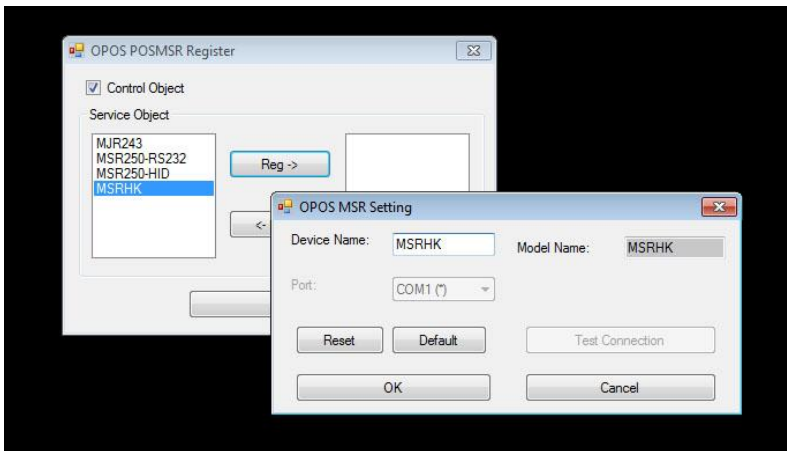 OPOS POSMSR Register
Control Object
Service Object
MJR243
MSR250-RS232
MSR250-HID
MSRHK
Reg ->
<-
OPOS MSR Setting
Device Name: MSRHK Model Name: MSRHK
Port: COM1 (*)
Reset Default Test Connection
OK Cancel